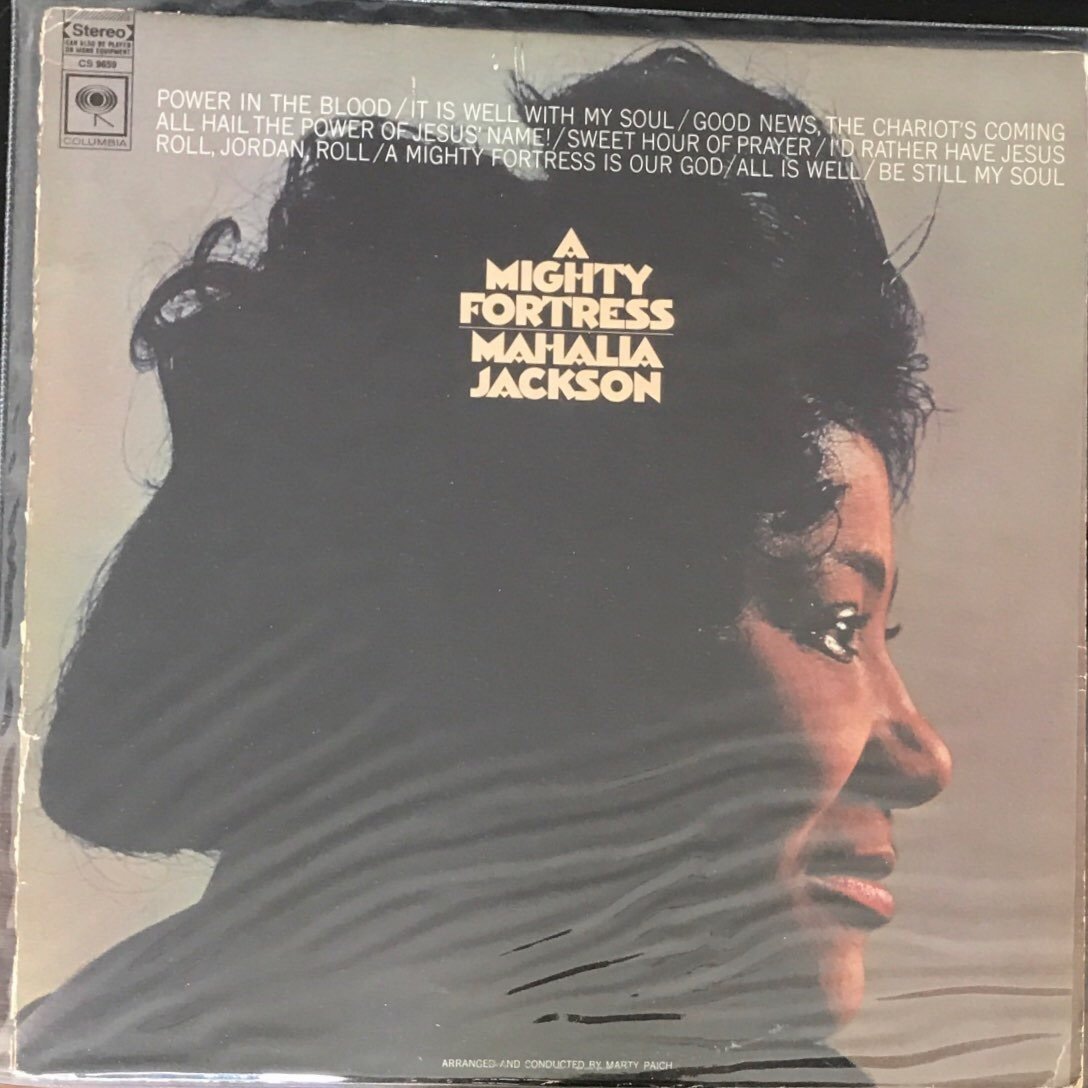 Stereo
CAN ALSO BE PLAYED
ON MONO EQUIPMENT
CS 9659
COLUMBIA
POWER IN THE BLOOD/IT IS WELL WITH MY SOUL/GOOD NEWS, THE CHARIOT'S COMING
ALL HAIL THE POWER OF JESUS' NAME!/SWEET HOUR OF PRAYER/I'D RATHER HAVE JESUS
ROLL, JORDAN, ROLL/A MIGHTY FORTRESS IS OUR GOD/ALL IS WELL/BE STILL MY SOUL
A
MIGHTY
FORTRESS
MAHALIA
JACKSON
ARRANGED AND CONDUCTED BY MARTY PAICH